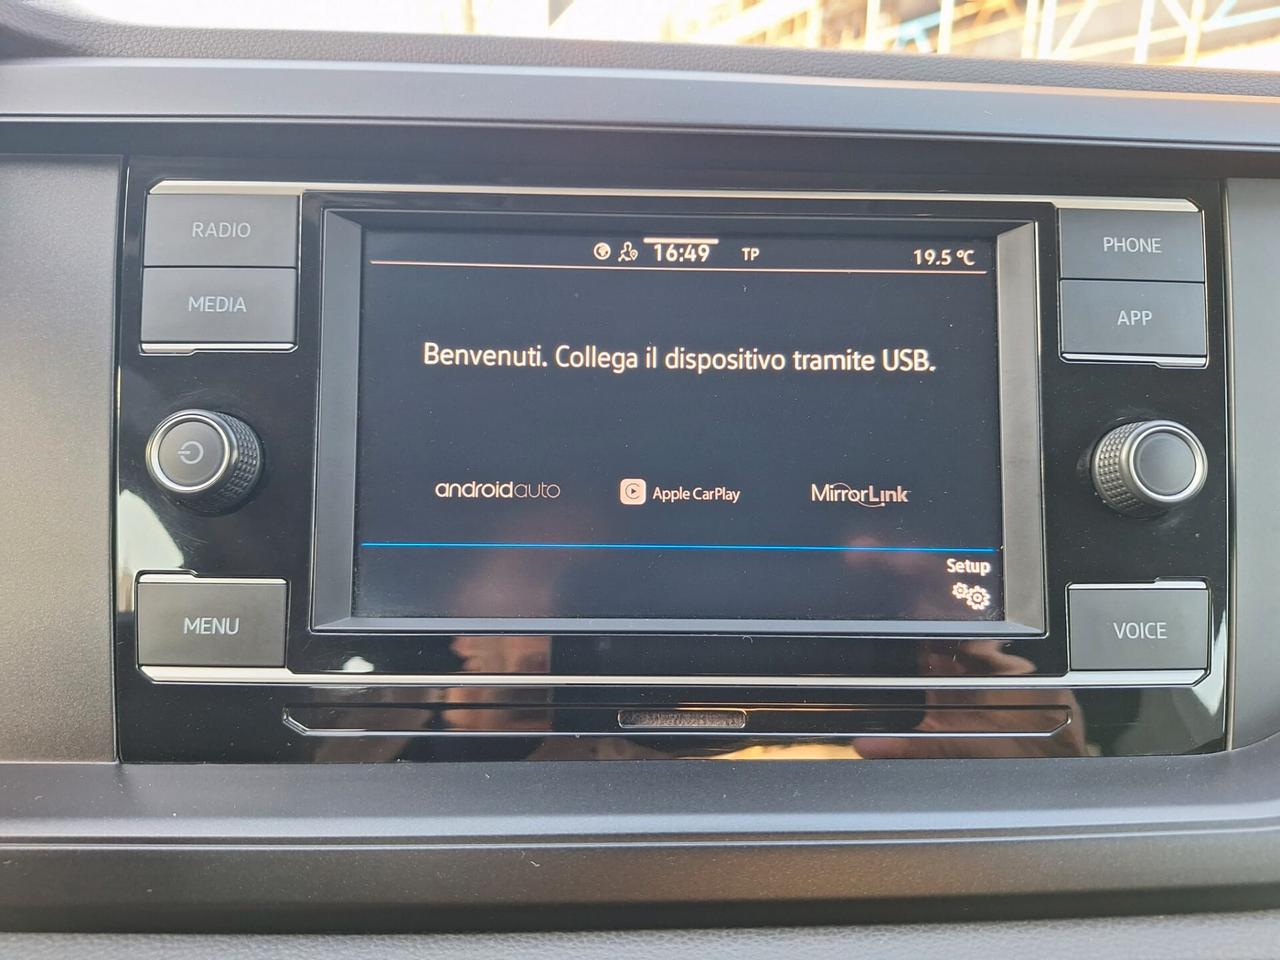 RADIO
MEDIA
MENU
16:49 TP 19.5 °C
Benvenuti. Collega il dispositivo tramite USB.
androidauto Apple CarPlay MirrorLink
Setup
PHONE
APP
VOICE